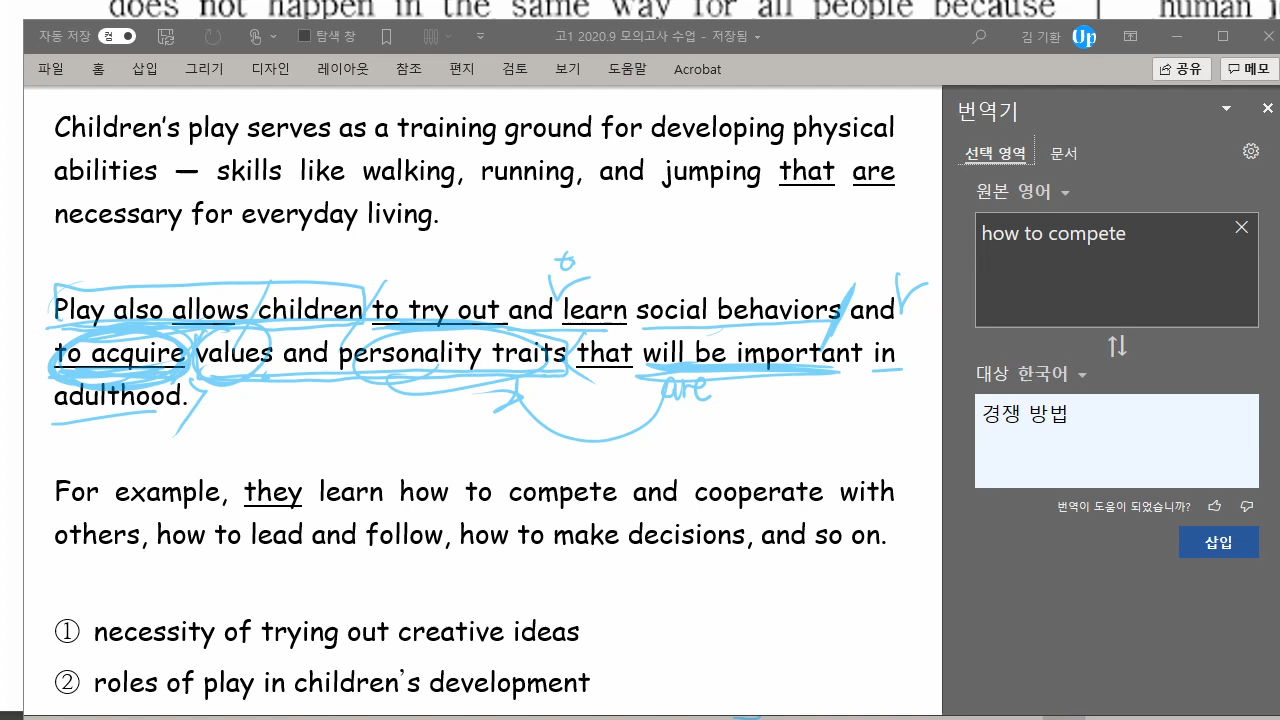 does not happen in the same way for all people because
human
자동 저장 컴 탐색 창 고1 2020.9 모의고사 수업 - 저장됨 김 기환 Up
파일 홈 삽입 그리기 디자인 레이아웃 참조 편지 검토 보기 도움말 Acrobat 공유 메모
Children's play serves as a training ground for developing physical
abilities — skills like walking, running, and jumping that are
necessary for everyday living.
to
Play also allows children to try out and learn social behaviors and
to acquire values and personality traits that will be important in
are
adulthood.
For example, they learn how to compete and cooperate with
others, how to lead and follow, how to make decisions, and so on.
① necessity of trying out creative ideas
② roles of play in children's development
번역기
선택 영역 문서
원본 영어
how to compete
대상 한국어
경쟁 방법
번역이 도움이 되었습니까?
삽입